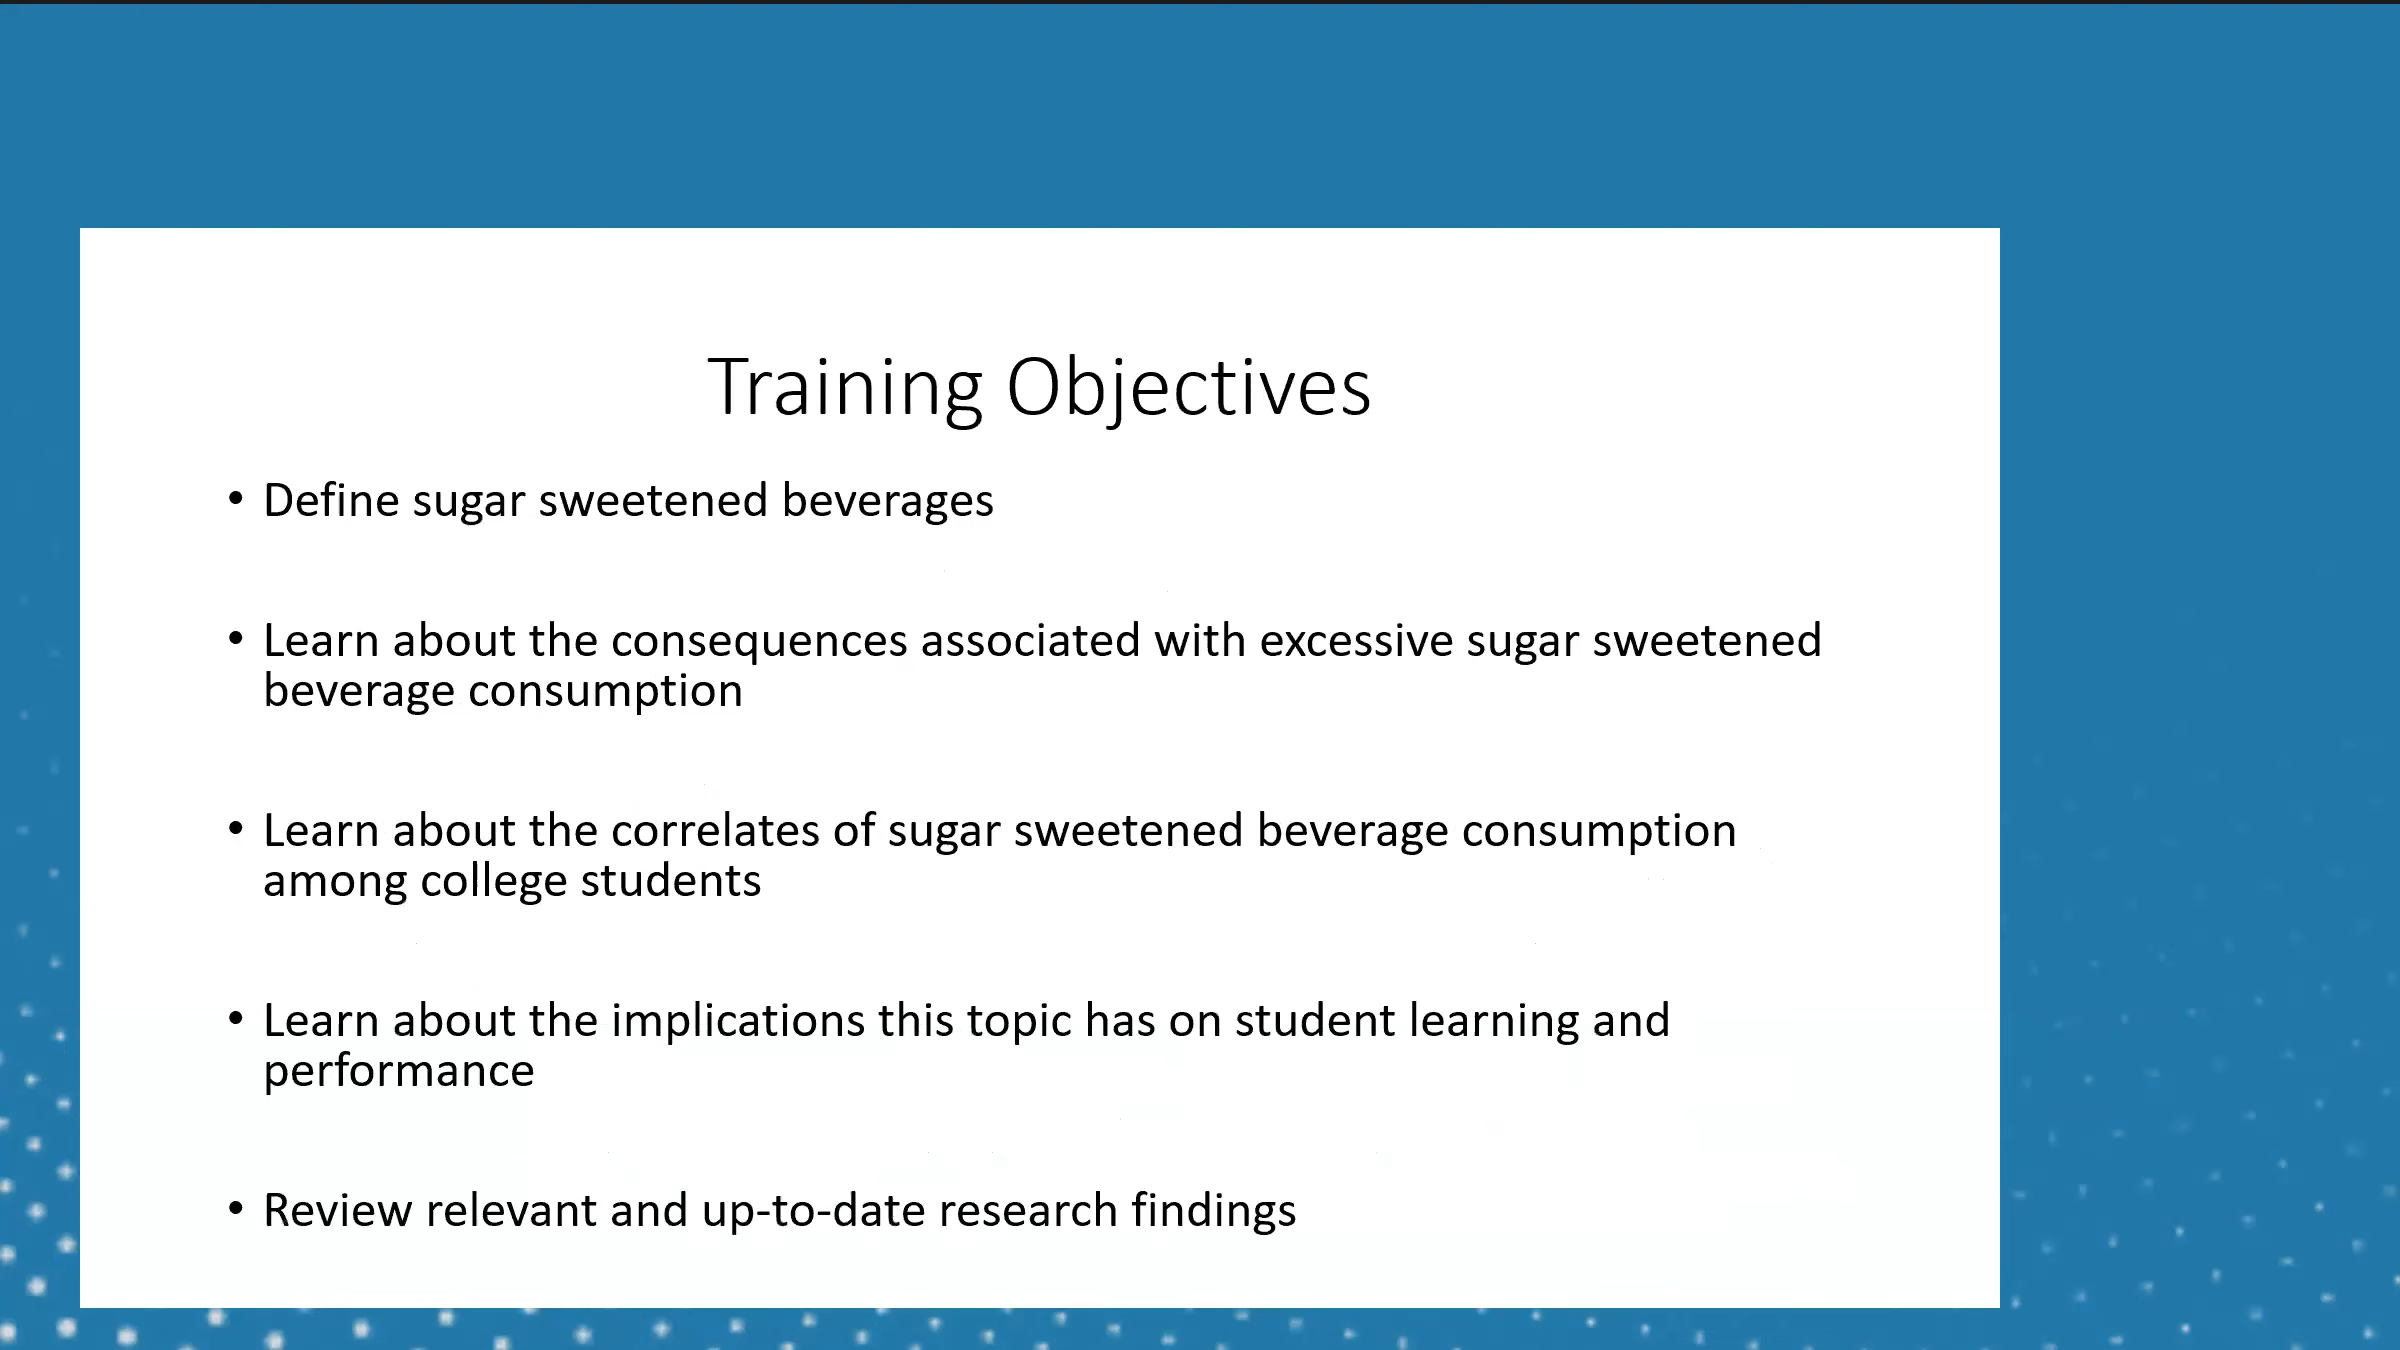 Training Objectives
• Define sugar sweetened beverages
• Learn about the consequences associated with excessive sugar sweetened
beverage consumption
• Learn about the correlates of sugar sweetened beverage consumption
among college students
• Learn about the implications this topic has on student learning and
performance
• Review relevant and up-to-date research findings